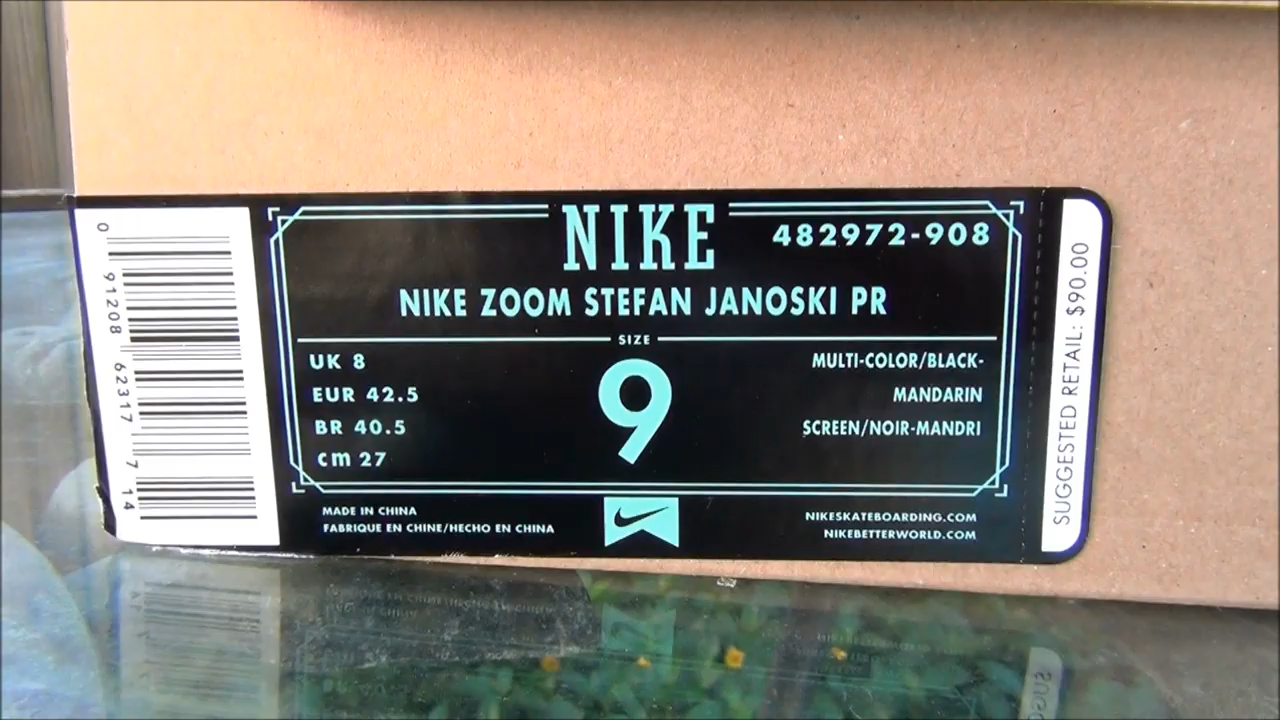 0 91208 62317 7 14
NIKE
482972-908
NIKE ZOOM STEFAN JANOSKI PR
SIZE
9
UK 8
EUR 42.5
BR 40.5
cm 27
MULTI-COLOR/BLACK-
MANDARIN
SCREEN/NOIR-MANDRI
MADE IN CHINA
FABRIQUE EN CHINE/HECHO EN CHINA
NIKESKATEBOARDING.COM
NIKEBETTERWORLD.COM
SUGGESTED RETAIL: $90.00